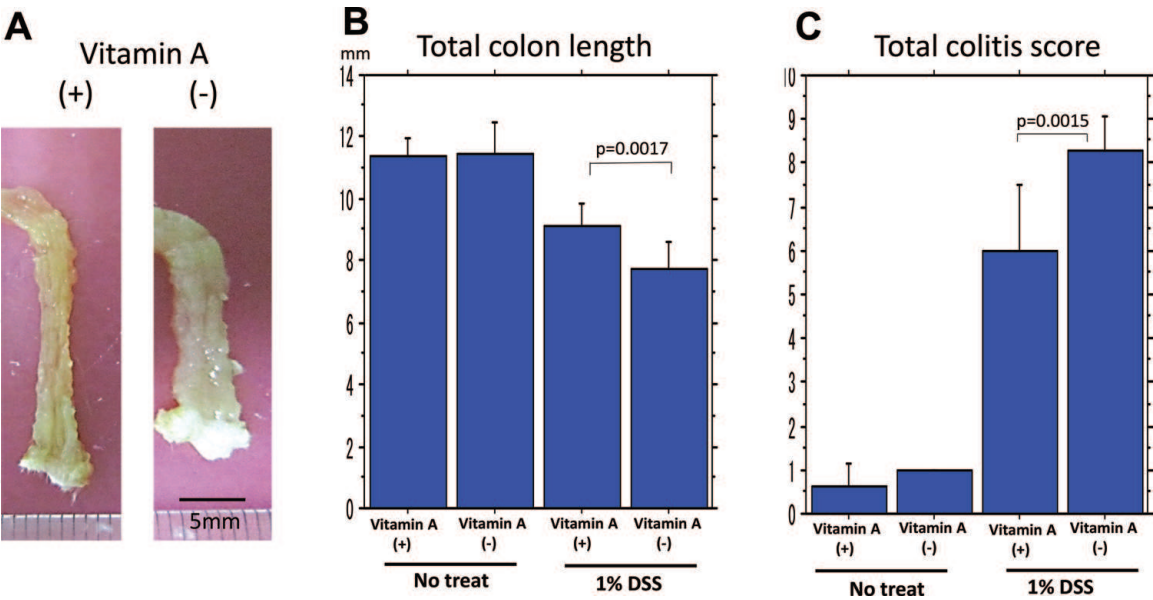 A
Vitamin A
(+) (-)
5mm
B
Total colon length
mm
14
12
10
8
6
4
2
0
p=0.0017
Vitamin A Vitamin A Vitamin A Vitamin A
(+) (-) (+) (-)
No treat 1% DSS
C
Total colitis score
10
9
8
7
6
5
4
3
2
1
0
p=0.0015
Vitamin A Vitamin A Vitamin A Vitamin A
(+) (-) (+) (-)
No treat 1% DSS